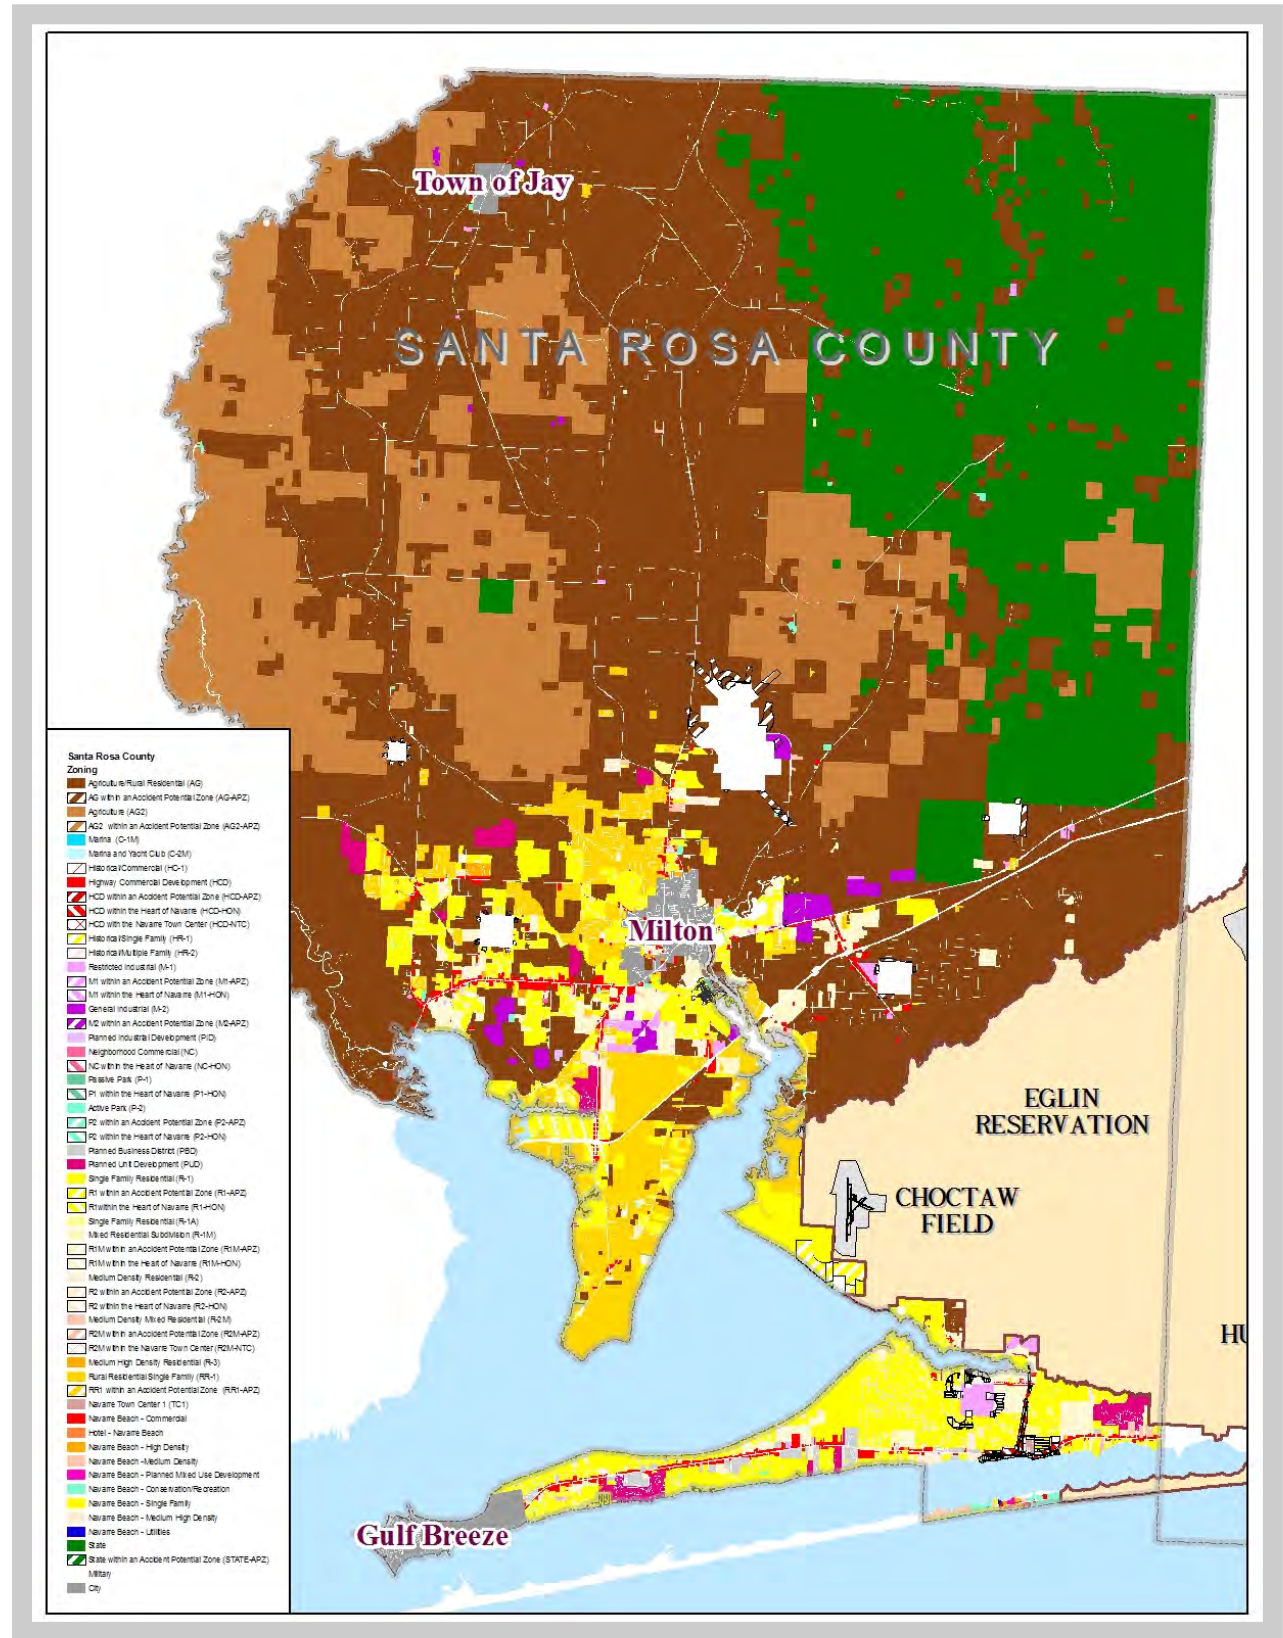 Town of Jay
SANTA ROSA COUNTY
Santa Rosa County
Zoning
Agriculture/Rural Residential (AG)
AG within an Accident Potential Zone (AG-APZ)
Agriculture (AG2)
AG2 within an Accident Potential Zone (AG2-APZ)
Marina (C-1M)
Marina and Yacht Club (C-2M)
Historical/Commercial (HC-1)
Highway Commercial Development (HCD)
HCD within an Accident Potential Zone (HCD-APZ)
HCD within the Heart of Navarre (HCD-HON)
HCD with the Navarre Town Center (HCD-NTC)
Historical/Single Family (HR-1)
Historical/Multiple Family (HR-2)
Restricted Industrial (M-1)
M1 within an Accident Potential Zone (M1-APZ)
M1 within the Heart of Navarre (M1-HON)
General Industrial (M-2)
M2 within an Accident Potential Zone (M2-APZ)
Planned Industrial Development (PID)
Neighborhood Commercial (NC)
NC within the Heart of Navarre (NC-HON)
Passive Park (P-1)
P1 within the Heart of Navarre (P1-HON)
Active Park (P-2)
P2 within an Accident Potential Zone (P2-APZ)
P2 within the Heart of Navarre (P2-HON)
Planned Business District (PBD)
Planned Unit Development (PUD)
Single Family Residential (R-1)
R1 within an Accident Potential Zone (R1-APZ)
R1within the Heart of Navarre (R1-HON)
Single Family Residential (R-1A)
Mixed Residential Subdivision (R-1M)
R1M within an Accident Potential Zone (R1M-APZ)
R1M within the Heart of Navarre (R1M-HON)
Medium Density Residential (R-2)
R2 within an Accident Potential Zone (R2-APZ)
R2 within the Heart of Navarre (R2-HON)
Medium Density Mixed Residential (R-2M)
R2M within an Accident Potential Zone (R2M-APZ)
R2M within the Navarre Town Center (R2M-NTC)
Medium High Density Residential (R-3)
Rural Residential Single Family (RR-1)
RR1 within an Accident Potential Zone (RR1-APZ)
Navarre Town Center 1 (TC1)
Navarre Beach - Commercial
Hotel - Navarre Beach
Navarre Beach - High Density
Navarre Beach - Medium Density
Navarre Beach - Planned Mixed Use Development
Navarre Beach - Conservation/Recreation
Navarre Beach - Single Family
Navarre Beach - Medium High Density
Navarre Beach - Utilities
State
State within an Accident Potential Zone (STATE-APZ)
Military
City
Milton
EGLIN
RESERVATION
CHOCTAW
FIELD
HU
Gulf Breeze